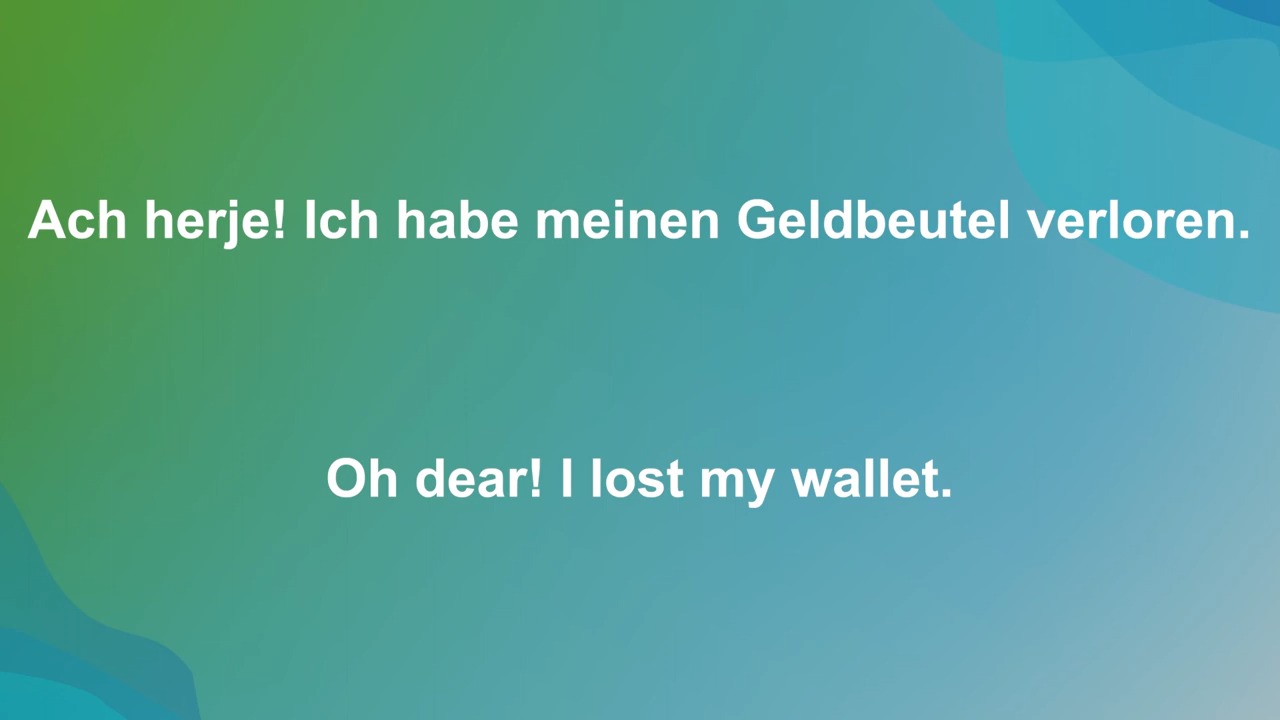 Ach herje! Ich habe meinen Geldbeutel verloren.
Oh dear! I lost my wallet.